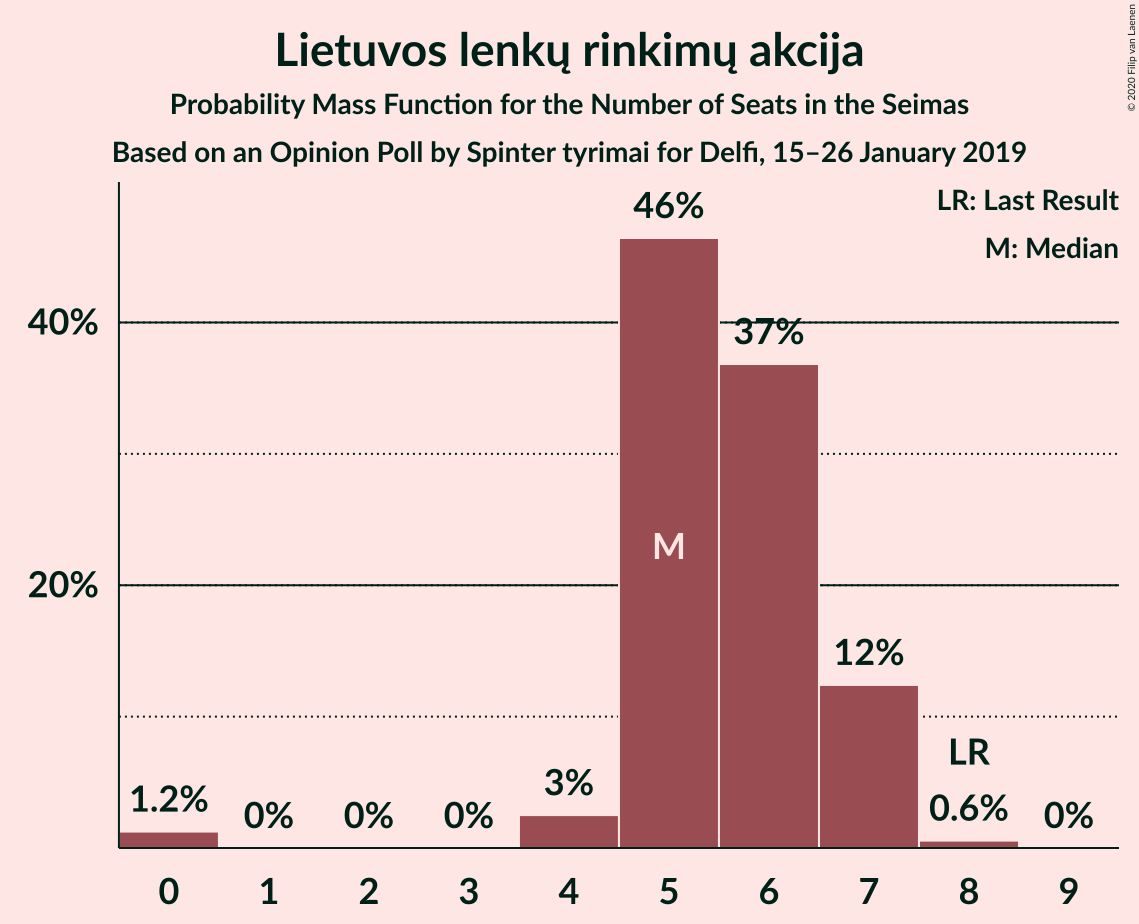 Lietuvos lenkų rinkimų akcija
Probability Mass Function for the Number of Seats in the Seimas
Based on an Opinion Poll by Spinter tyrimai for Delfi, 15–26 January 2019
© 2020 Filip van Laenen
LR: Last Result
M: Median
46%
40%
37%
M
20%
12%
LR
1.2% 0% 0% 0% 3% 0.6% 0%
0 1 2 3 4 5 6 7 8 9